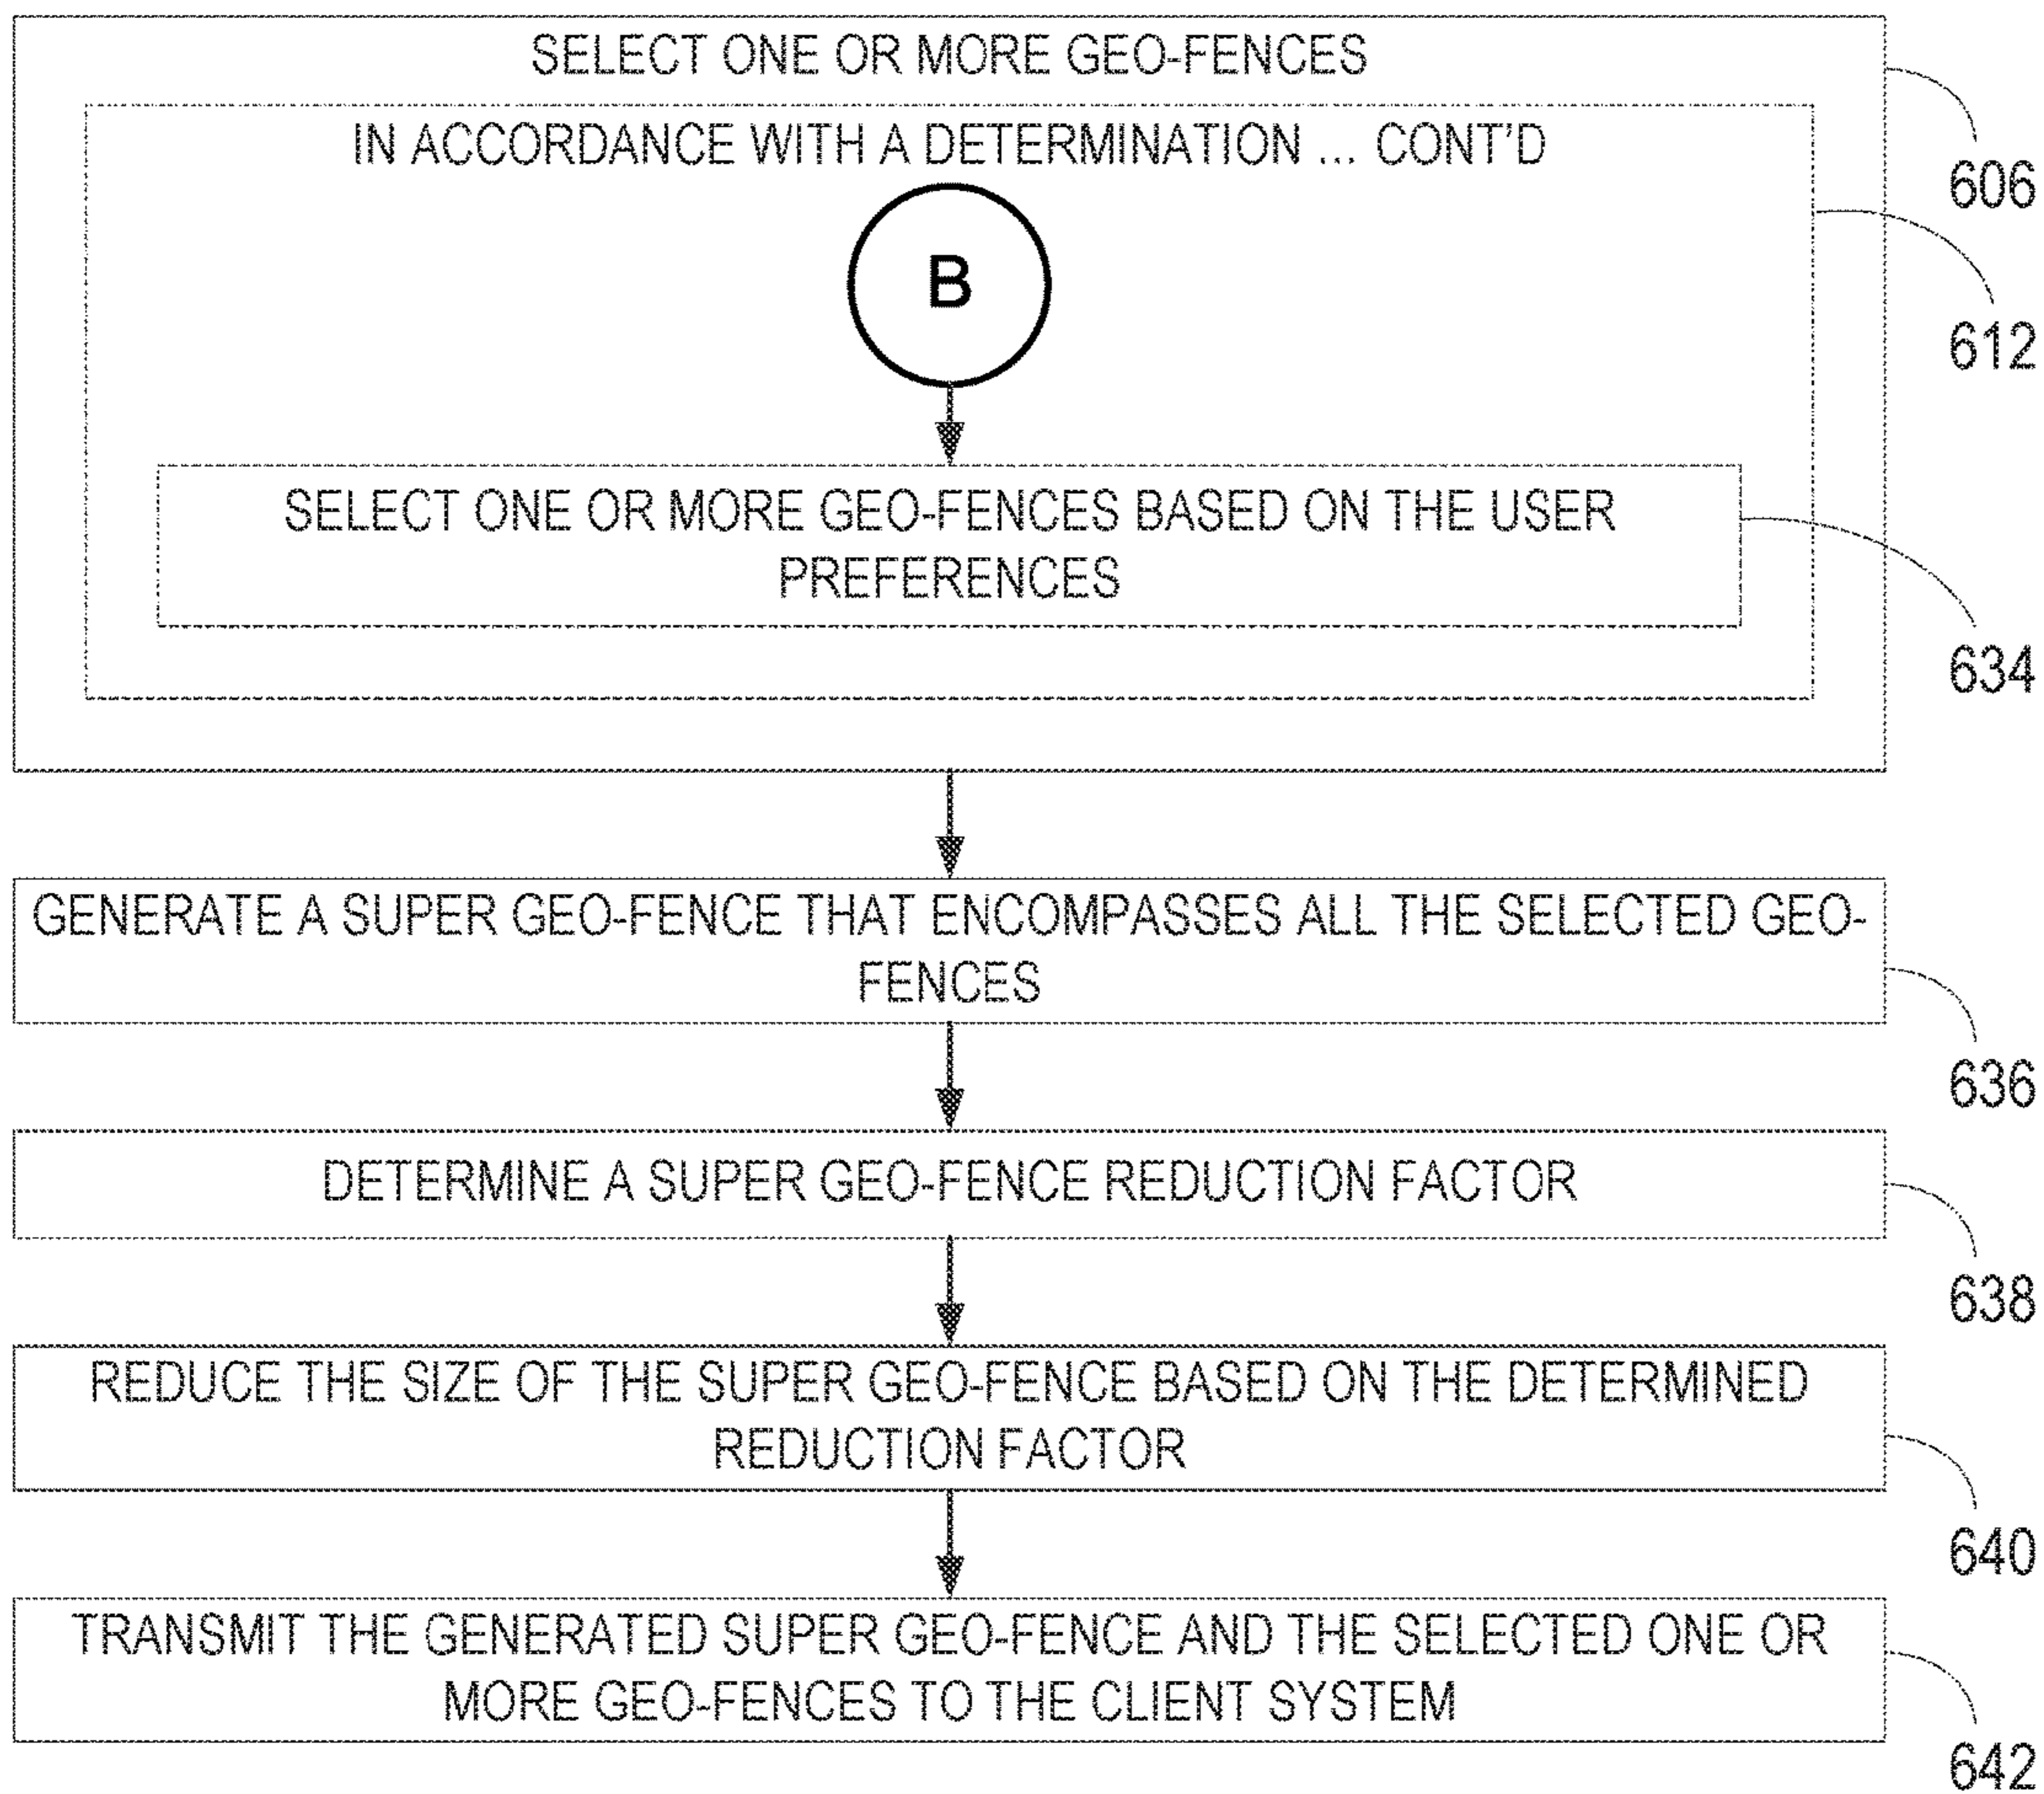 SELECT ONE OR MORE GEO-FENCES
606
IN ACCORDANCE WITH A DETERMINATION ... CONT'D
612
B
SELECT ONE OR MORE GEO-FENCES BASED ON THE USER
PREFERENCES
634
GENERATE A SUPER GEO-FENCE THAT ENCOMPASSES ALL THE SELECTED GEO-
FENCES
636
DETERMINE A SUPER GEO-FENCE REDUCTION FACTOR
638
REDUCE THE SIZE OF THE SUPER GEO-FENCE BASED ON THE DETERMINED
REDUCTION FACTOR
640
TRANSMIT THE GENERATED SUPER GEO-FENCE AND THE SELECTED ONE OR
MORE GEO-FENCES TO THE CLIENT SYSTEM
642